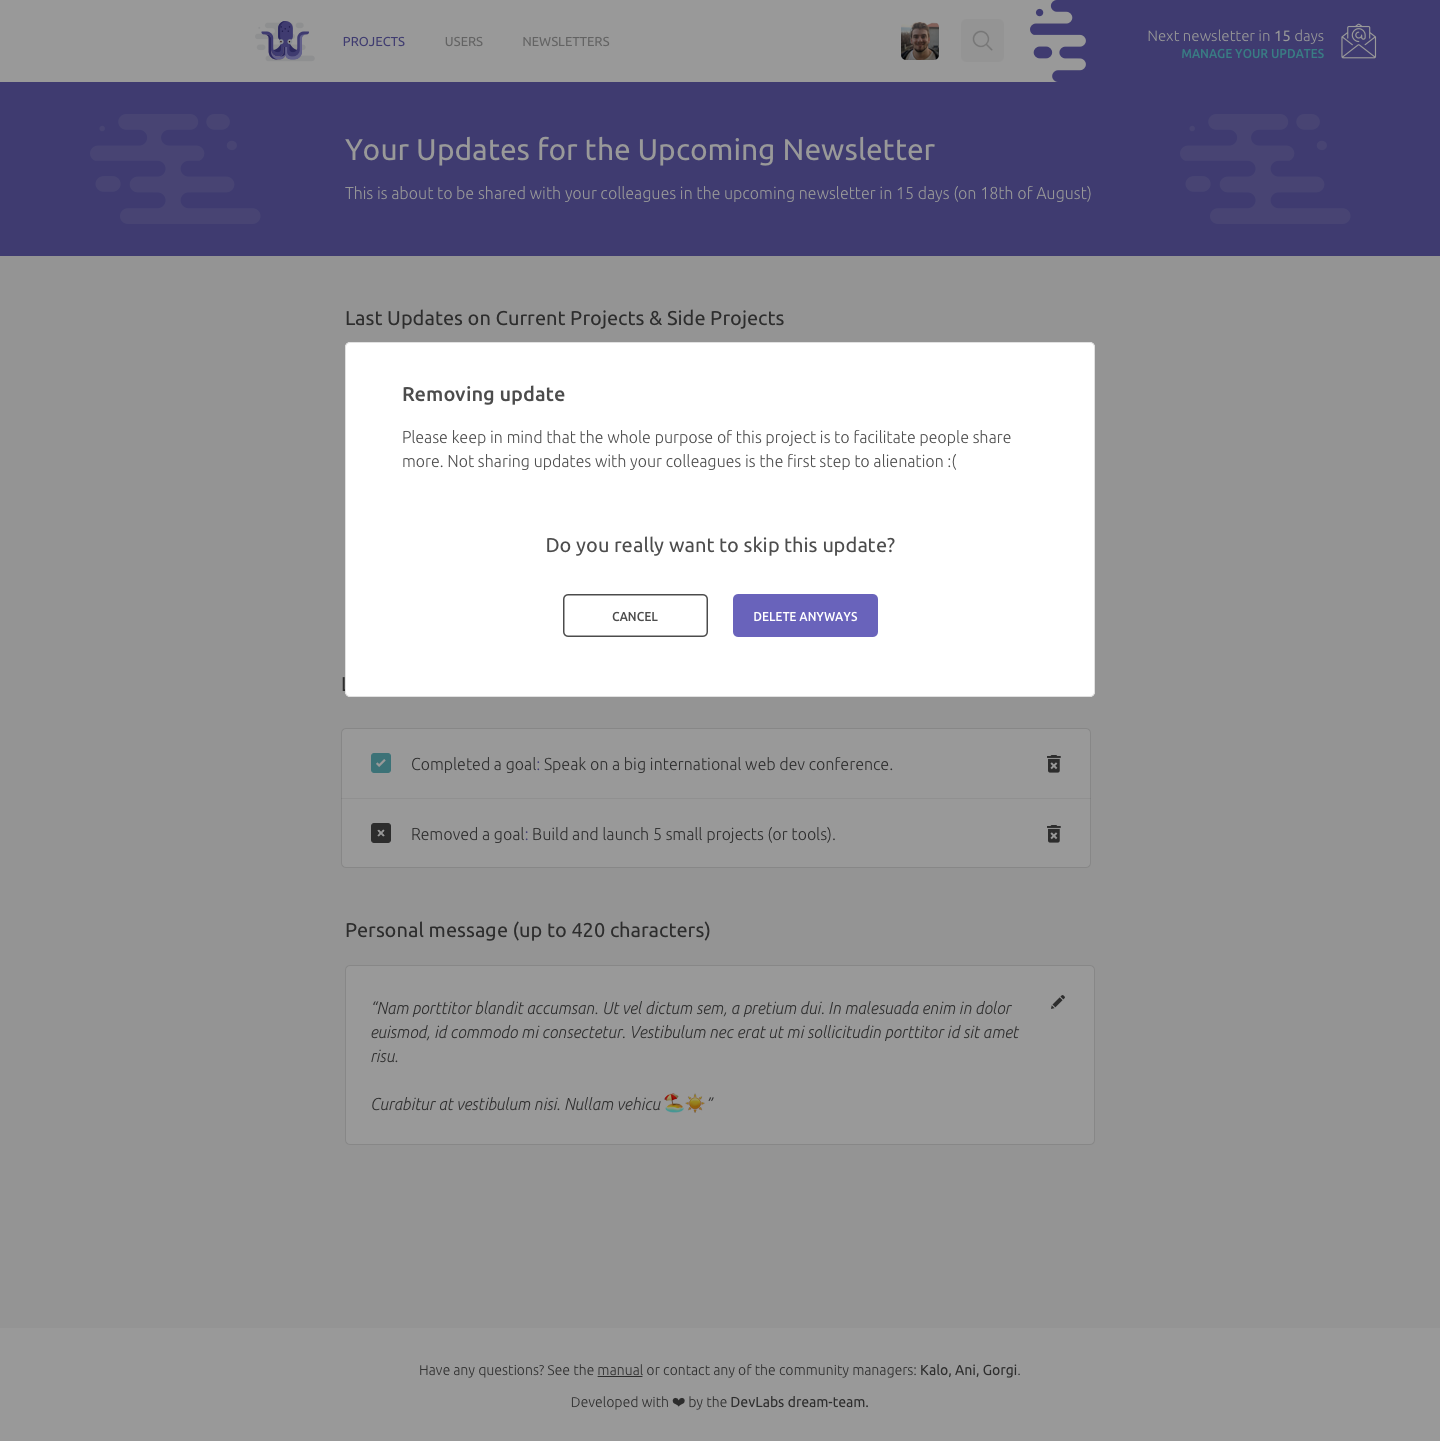 PROJECTS
USERS
NEWSLETTERS
Next newsletter in 15 days
MANAGE YOUR UPDATES
Your Updates for the Upcoming Newsletter
This is about to be shared with your colleagues in the upcoming newsletter in 15 days (on 18th of August)
Last Updates on Current Projects & Side Projects
Removing update
Please keep in mind that the whole purpose of this project is to facilitate people share
more. Not sharing updates with your colleagues is the first step to alienation :(
Do you really want to skip this update?
CANCEL
DELETE ANYWAYS
Completed a goal: Speak on a big international web dev conference.
Removed a goal: Build and launch 5 small projects (or tools).
Personal message (up to 420 characters)
“Nam porttitor blandit accumsan. Ut vel dictum sem, a pretium dui. In malesuada enim in dolor
euismod, id commodo mi consectetur. Vestibulum nec erat ut mi sollicitudin porttitor id sit amet
risu.
Curabitur at vestibulum nisi. Nullam vehicu 🏖☀️ “
Have any questions? See the manual or contact any of the community managers: Kalo, Ani, Gorgi.
Developed with ❤ by the DevLabs dream-team.